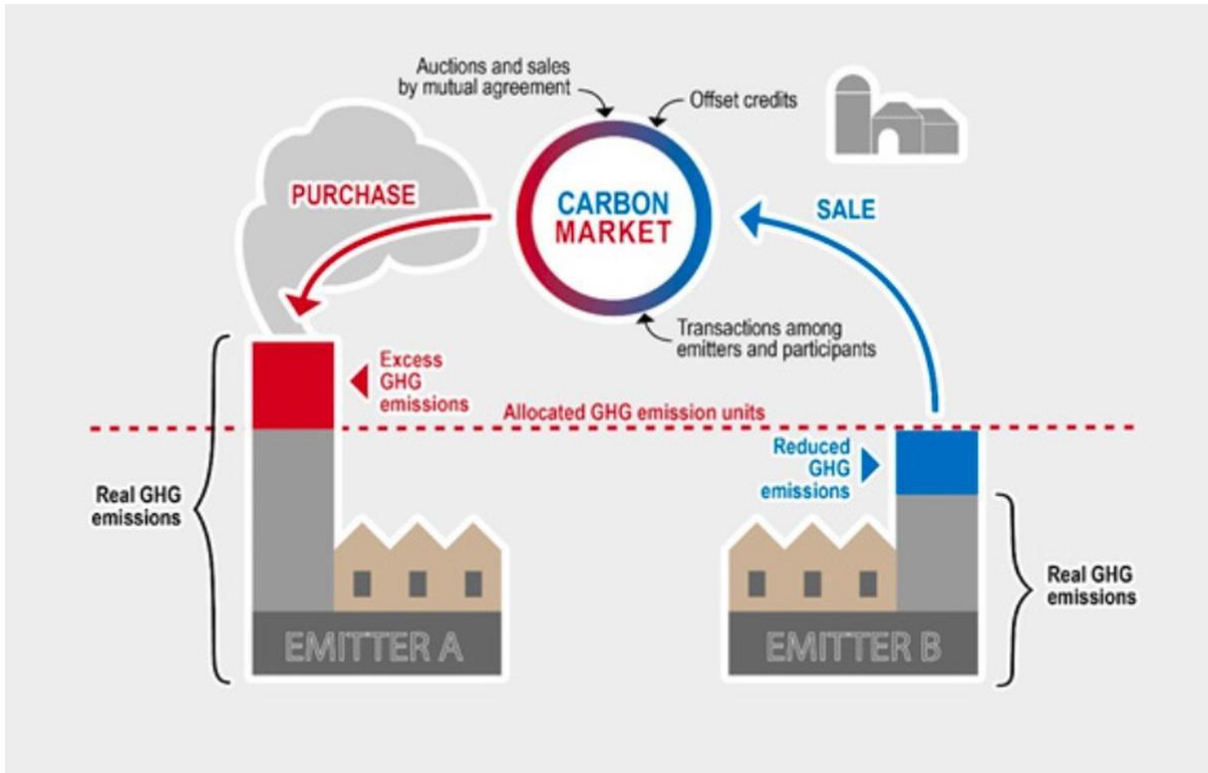 Auctions and sales
by mutual agreement
Offset credits
PURCHASE
CARBON
MARKET
SALE
Transactions among
emitters and participants
Excess
GHG
emissions
Allocated GHG emission units
Reduced
GHG
emissions
Real GHG
emissions
Real GHG
emissions
EMITTER A
EMITTER B